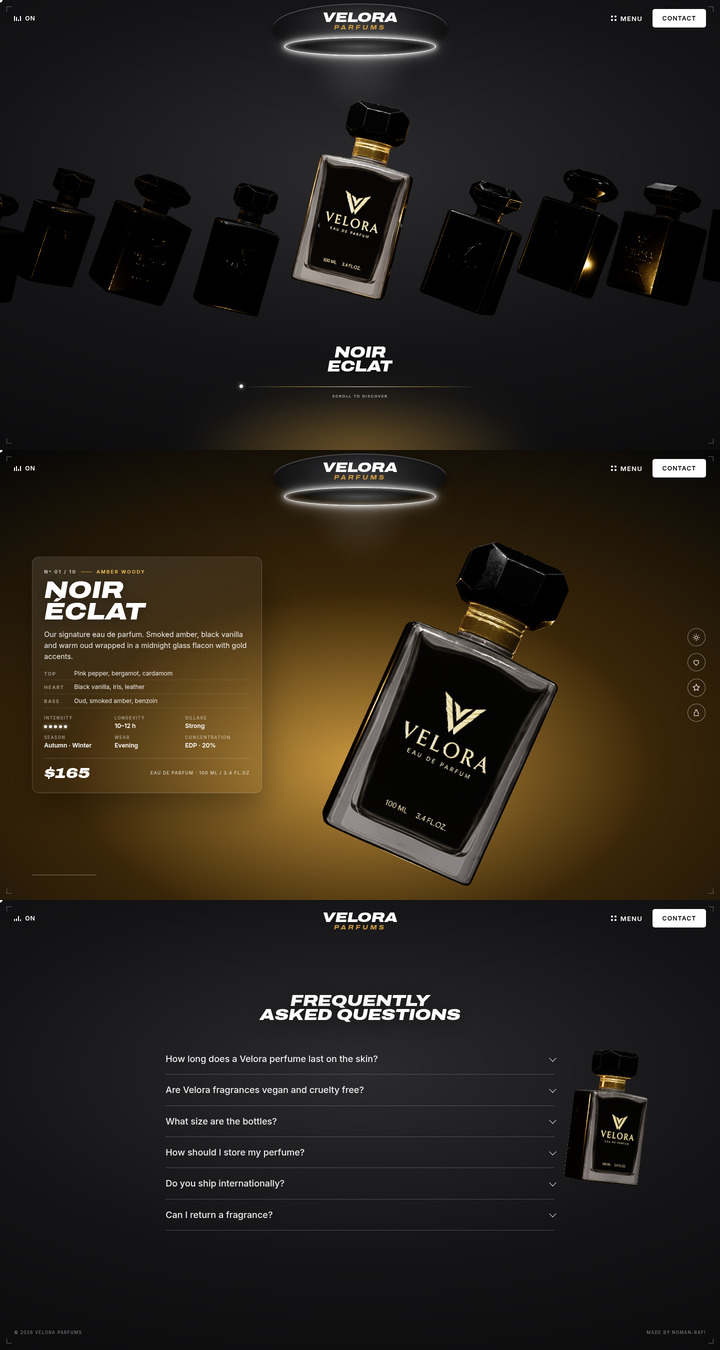 ON
VELORA
PARFUMS
MENU
CONTACT
VELORA
EAU DE PARFUM
100 ML 3.4 FL.OZ.
NOIR
ECLAT
SCROLL TO DISCOVER
ON
VELORA
PARFUMS
MENU
CONTACT
Nº 01 / 10 — AMBER WOODY
NOIR
ÉCLAT
Our signature eau de parfum. Smoked amber, black vanilla
and warm oud wrapped in a midnight glass flacon with gold
accents.
TOP Pink pepper, bergamot, cardamom
HEART Black vanilla, iris, leather
BASE Oud, smoked amber, benzoin
INTENSITY LONGEVITY SILLAGE
10–12 h Strong
SEASON WEAR CONCENTRATION
Autumn · Winter Evening EDP · 20%
$165 EAU DE PARFUM · 100 ML / 3.4 FL.OZ
VELORA
EAU DE PARFUM
100 ML 3.4 FL.OZ.
ON
VELORA
PARFUMS
MENU
CONTACT
FREQUENTLY
ASKED QUESTIONS
How long does a Velora perfume last on the skin?
Are Velora fragrances vegan and cruelty free?
What size are the bottles?
How should I store my perfume?
Do you ship internationally?
Can I return a fragrance?
VELORA
EAU DE PARFUM
© 2026 VELORA PARFUMS
MADE BY NOMAN-RAFI